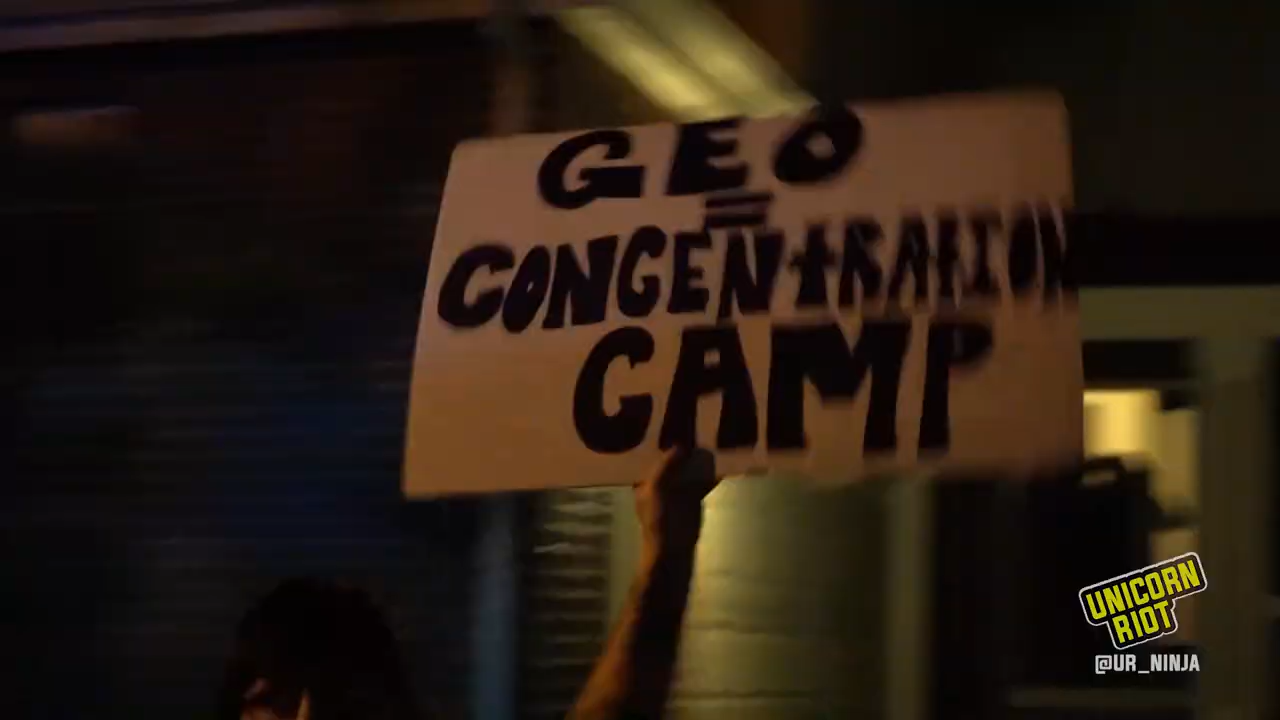 GEO
=
CONCENtRAtION
CAMP
UNICORN
RIOT
@UR_NINJA